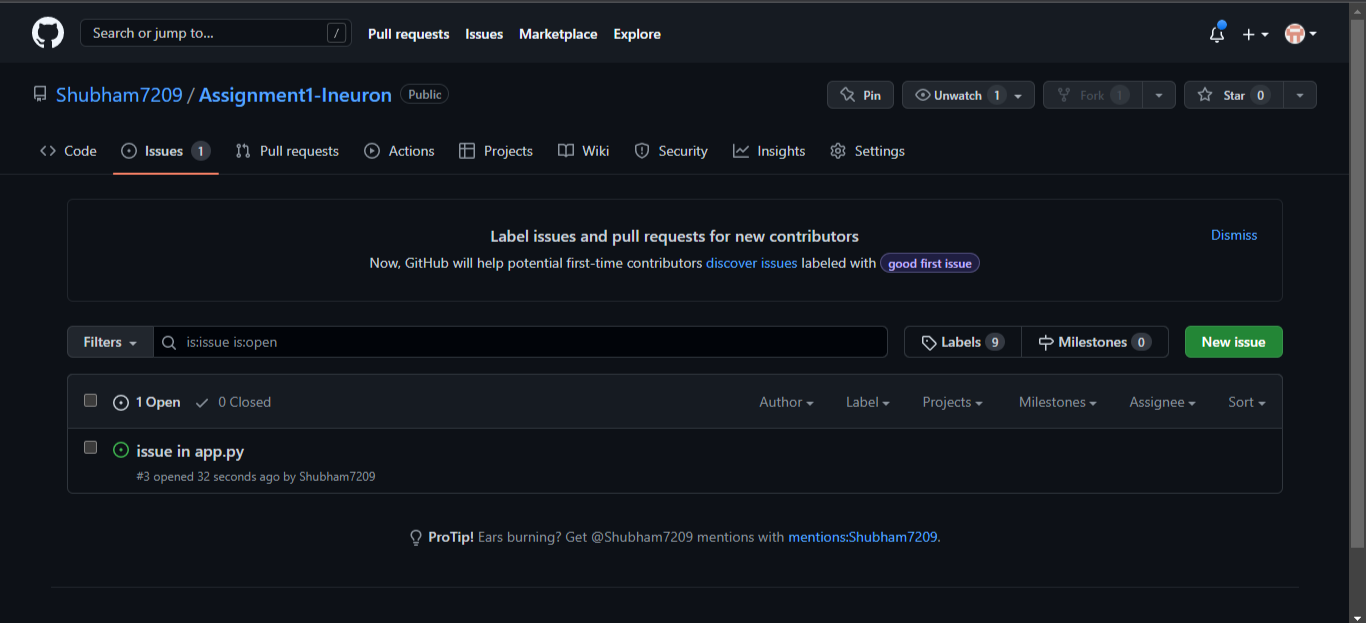 Search or jump to... / Pull requests Issues Marketplace Explore
Shubham7209 / Assignment1-Ineuron Public Pin Unwatch 1 Fork 1 Star 0
Code Issues 1 Pull requests Actions Projects Wiki Security Insights Settings
Label issues and pull requests for new contributors Dismiss
Now, GitHub will help potential first-time contributors discover issues labeled with good first issue
Filters is:issue is:open Labels 9 Milestones 0 New issue
1 Open 0 Closed Author Label Projects Milestones Assignee Sort
issue in app.py
#3 opened 32 seconds ago by Shubham7209
ProTip! Ears burning? Get @Shubham7209 mentions with mentions:Shubham7209.